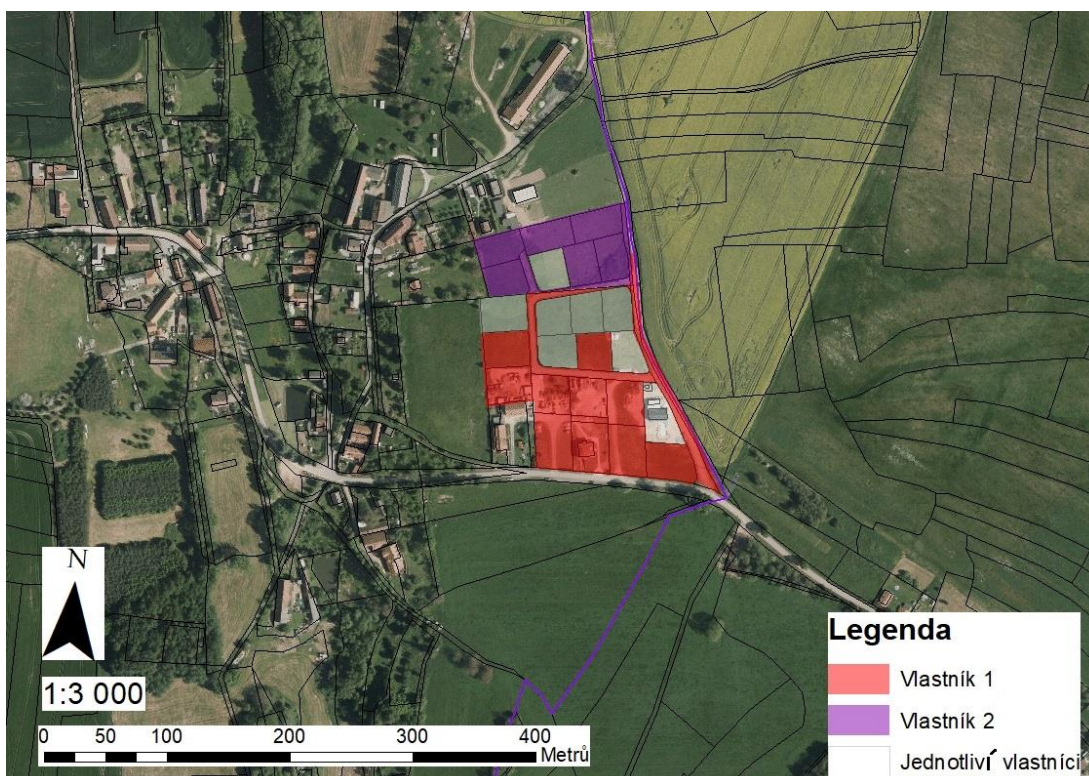 N
1:3 000
0 50 100 200 300 400
Metrů
Legenda
Vlastník 1
Vlastník 2
Jednotliví vlastníci